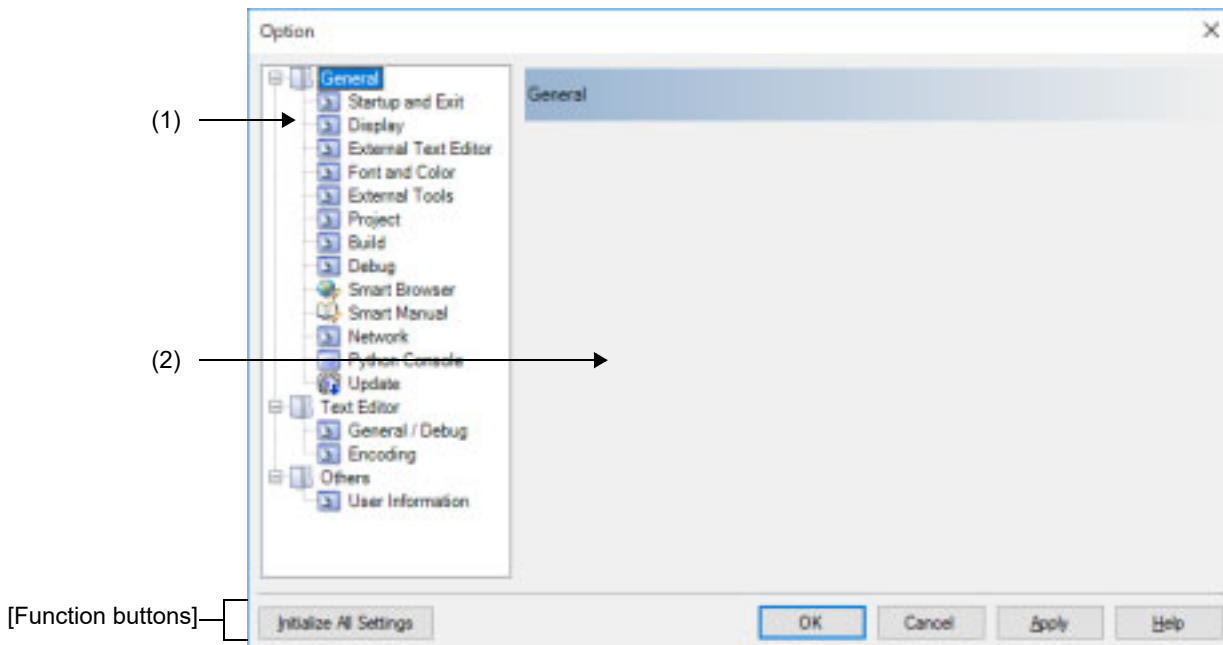 Option
General
Startup and Exit
General
(1)
Display
External Text Editor
Font and Color
External Tools
Project
Build
Debug
Smart Browser
Smart Manual
Network
(2)
Python Console
Update
Text Editor
General / Debug
Encoding
Others
User Information
[Function buttons]
Initialize All Settings
OK
Cancel
Apply
Help